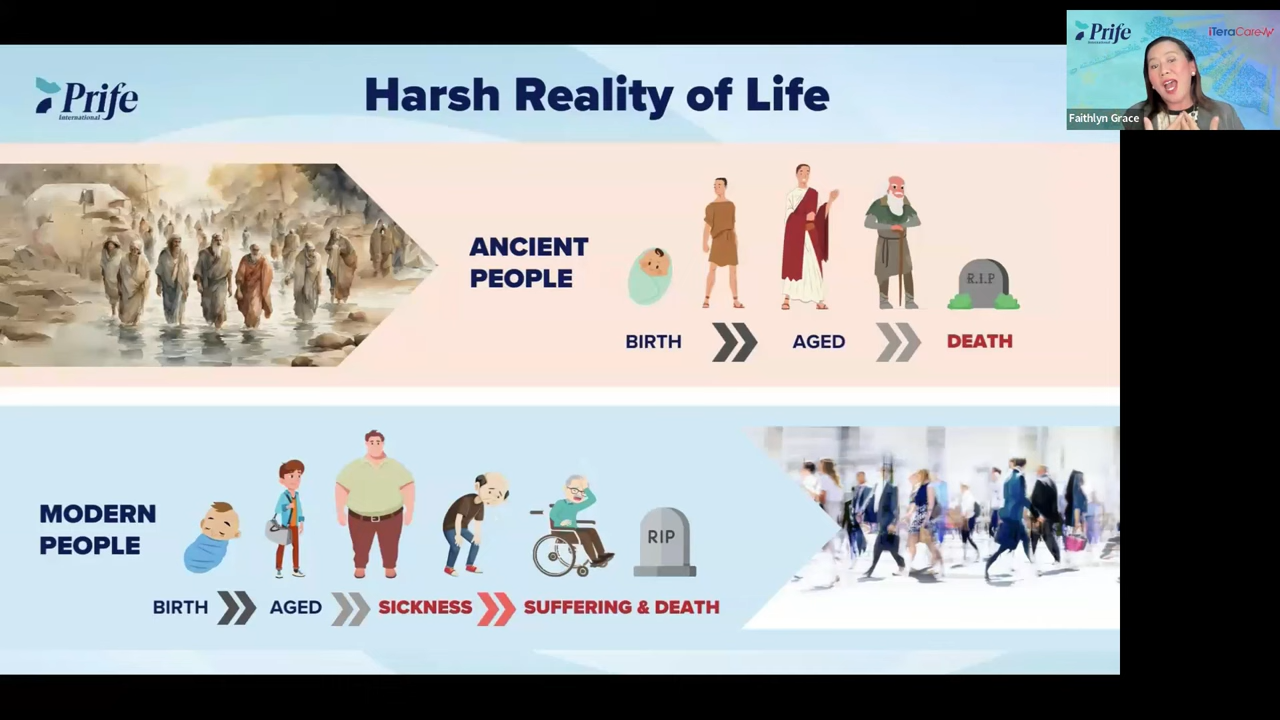 Prife
International
Harsh Reality of Life
Prife
iTeraCare
Faithlyn Grace
ANCIENT
PEOPLE
R.I.P
BIRTH
AGED
DEATH
MODERN
PEOPLE
RIP
BIRTH
AGED
SICKNESS
SUFFERING & DEATH